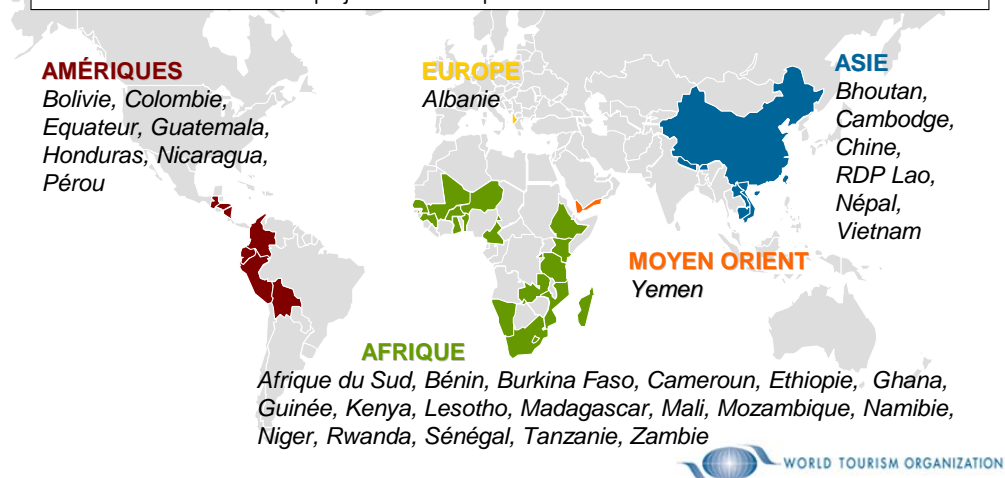 AMÉRIQUES
Bolivie, Colombie,
Equateur, Guatemala,
Honduras, Nicaragua,
Pérou
EUROPE
Albanie
ASIE
Bhoutan,
Cambodge,
Chine,
RDP Lao,
Népal,
Vietnam
MOYEN ORIENT
Yemen
AFRIQUE
Afrique du Sud, Bénin, Burkina Faso, Cameroun, Ethiopie, Ghana,
Guinée, Kenya, Lesotho, Madagascar, Mali, Mozambique, Namibie,
Niger, Rwanda, Sénégal, Tanzanie, Zambie
WORLD TOURISM ORGANIZATION